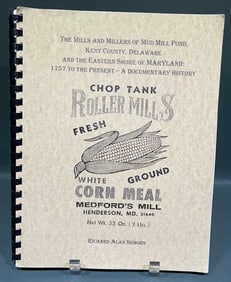 THE MILLS AND MILLERS OF MUD MILL POND,
KENT COUNTY, DELAWARE
AND THE EASTERN SHORE OF MARYLAND:
1757 TO THE PRESENT - A DOCUMENTARY HISTORY
CHOP TANK
ROLLER MILLS
FRESH
WHITE
GROUND
CORN MEAL
MEDFORD'S MILL
HENDERSON, MD. 21640
NET WT. 32 OZ. (2 LBS.)
RICHARD ALAN